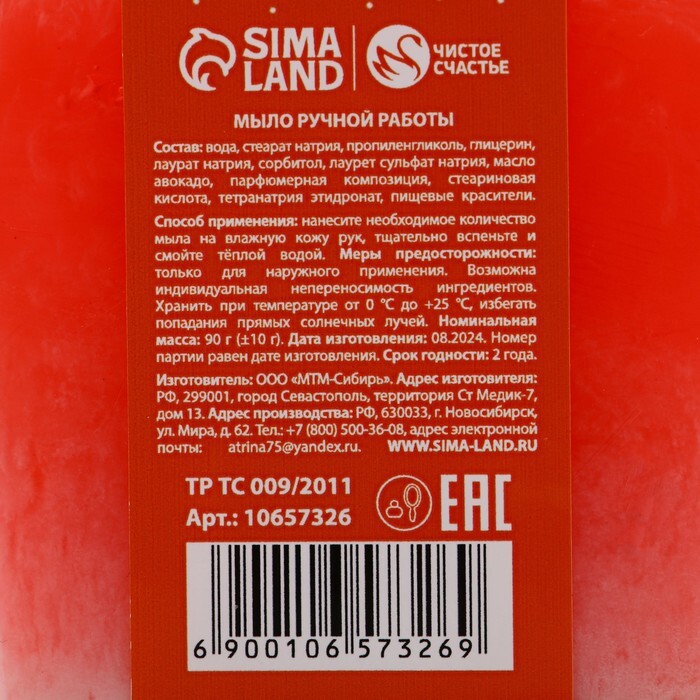 SIMA LAND
ЧИСТОЕ СЧАСТЬЕ
МЫЛО РУЧНОЙ РАБОТЫ
Состав: вода, стеарат натрия, пропиленгликоль, глицерин,
лаурат натрия, сорбитол, лаурет сульфат натрия, масло
авокадо, парфюмерная композиция, стеариновая
кислота, тетранатрия этидронат, пищевые красители.
Способ применения: нанесите необходимое количество
мыла на влажную кожу рук, тщательно вспеньте и
смойте тёплой водой. Меры предосторожности:
только для наружного применения. Возможна
индивидуальная непереносимость ингредиентов.
Хранить при температуре от 0 °С до +25 °С, избегать
попадания прямых солнечных лучей. Номинальная
масса: 90 г (±10 г). Дата изготовления: 08.2024. Номер
партии равен дате изготовления. Срок годности: 2 года.
Изготовитель: ООО «МТМ-Сибирь». Адрес изготовителя:
РФ, 299001, город Севастополь, территория Ст Медик-7,
дом 13. Адрес производства: РФ, 630033, г. Новосибирск,
ул. Мира, д. 62. Тел.: +7 (800) 500-36-08, адрес электронной
почты: atrina75@yandex.ru. WWW.SIMA-LAND.RU
ТР ТС 009/2011
Арт.: 10657326
EAC
6 900106 573269